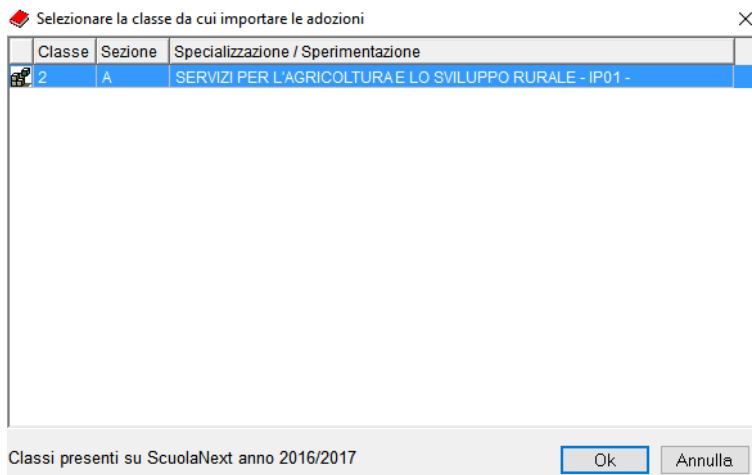 Selezionare la classe da cui importare le adozioni
Classe Sezione Specializzazione / Sperimentazione
2 A SERVIZI PER L'AGRICOLTURA E LO SVILUPPO RURALE - IP01 -
Classi presenti su ScuolaNext anno 2016/2017
Ok Annulla